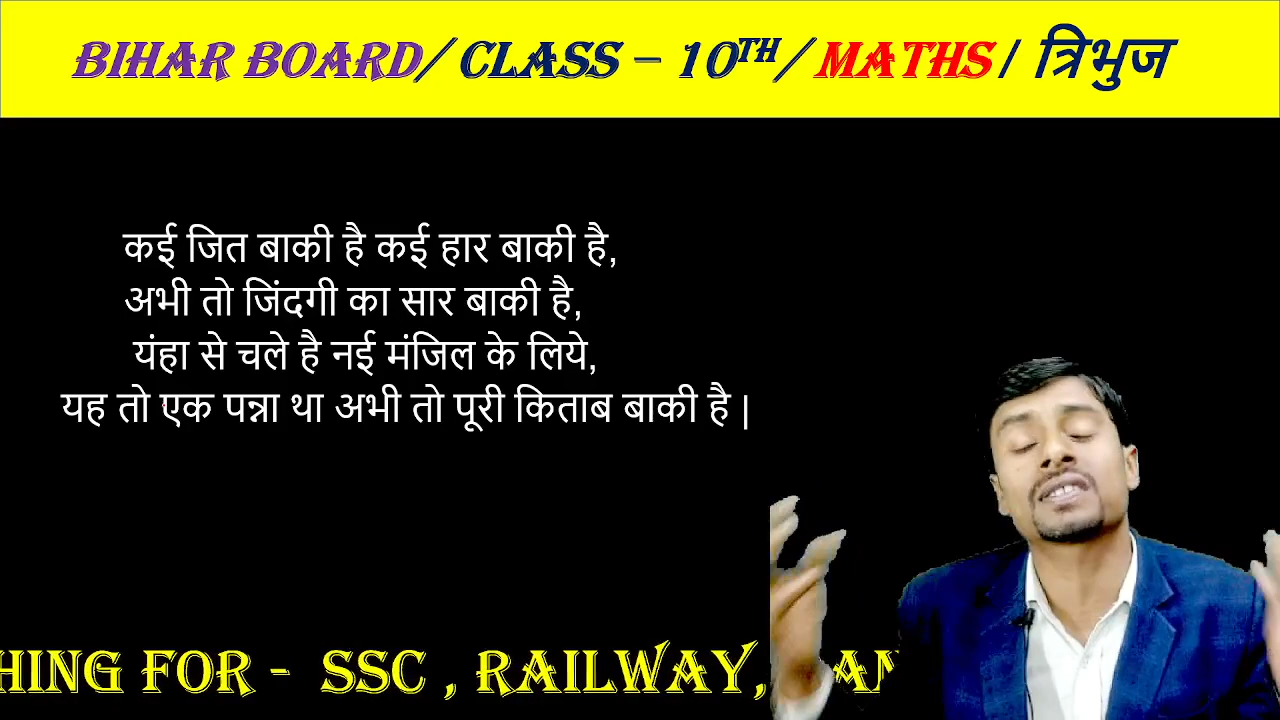 BIHAR BOARD/ CLASS – 10TH/ MATHS/ त्रिभुज
कई जित बाकी है कई हार बाकी है,
अभी तो जिंदगी का सार बाकी है,
यंहा से चले है नई मंजिल के लिये,
यह तो एक पन्ना था अभी तो पूरी किताब बाकी है |
HING FOR - SSC , RAILWAY,